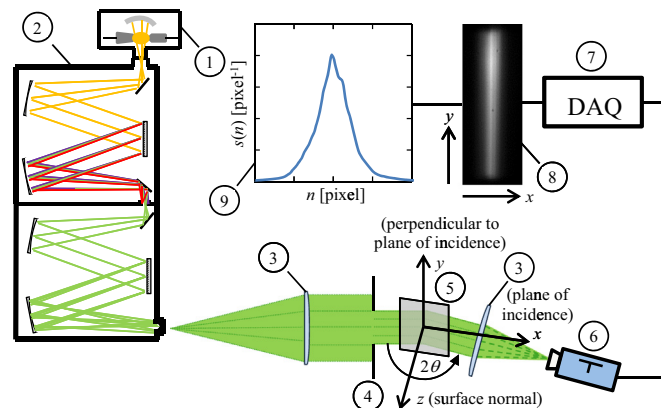 2
1
s(n) [pixel⁻¹]
n [pixel]
9
y
x
8
7
DAQ
3
(perpendicular to
plane of incidence)
y
5
3
(plane of
incidence)
x
6
2θ
4
z (surface normal)